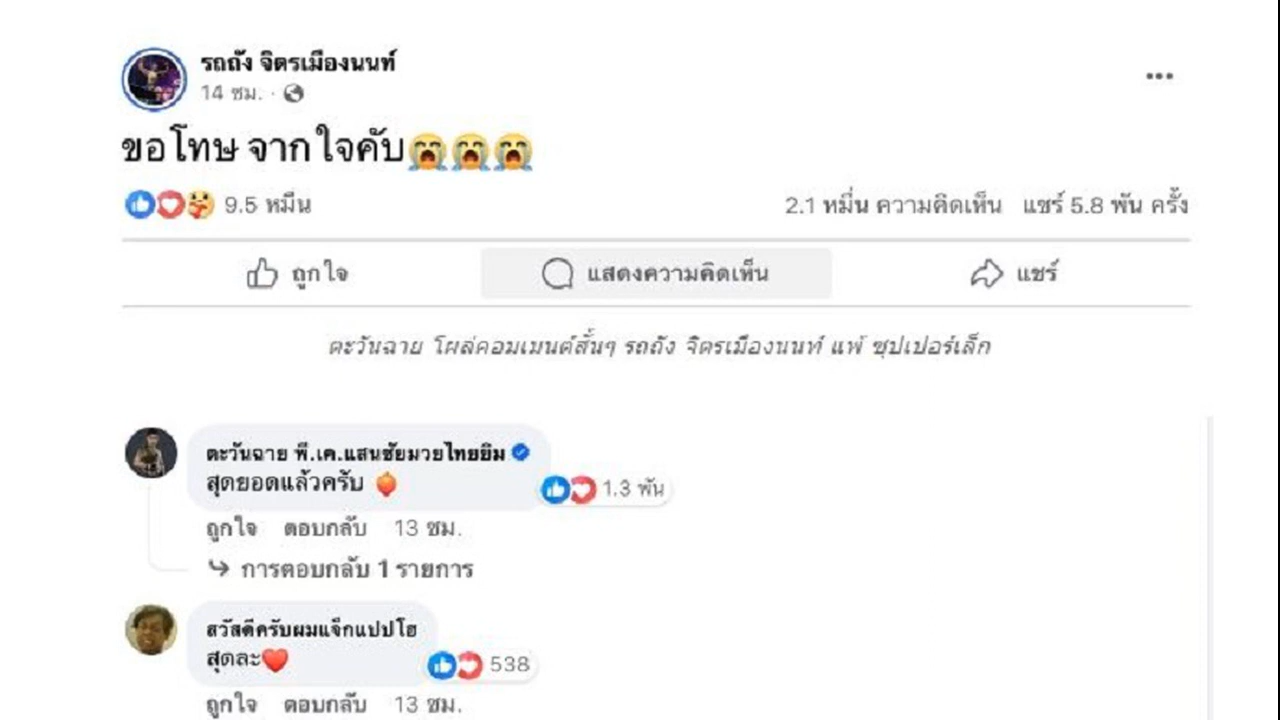 รถถัง จิตรเมืองนนท์
14 ชม. ·
ขอโทษ จากใจคับ😭😭😭
9.5 หมื่น
2.1 หมื่น ความคิดเห็น แชร์ 5.8 พัน ครั้ง
ถูกใจ แสดงความคิดเห็น แชร์
ตะวันฉาย โผล่คอมเมนต์สั้นๆ รถถัง จิตรเมืองนนท์ แพ้ ซุปเปอร์เล็ก
ตะวันฉาย พี.เค.แสนชัยมวยไทยยิม
สุดยอดแล้วครับ
1.3 พัน
ถูกใจ ตอบกลับ 13 ชม.
การตอบกลับ 1 รายการ
สวัสดีครับผมแจ็กแปปโฮ
สุดละ❤️
538
ถูกใจ ตอบกลับ 13 ชม.